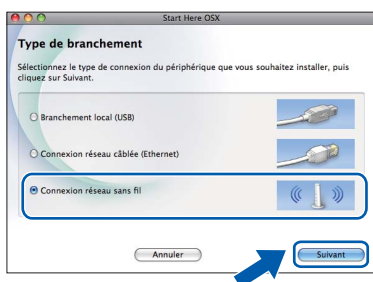 Start Here OSX
Type de branchement
Sélectionnez le type de connexion du périphérique que vous souhaitez installer, puis
cliquez sur Suivant.
Branchement local (USB)
Connexion réseau câblée (Ethernet)
Connexion réseau sans fil
Annuler
Suivant